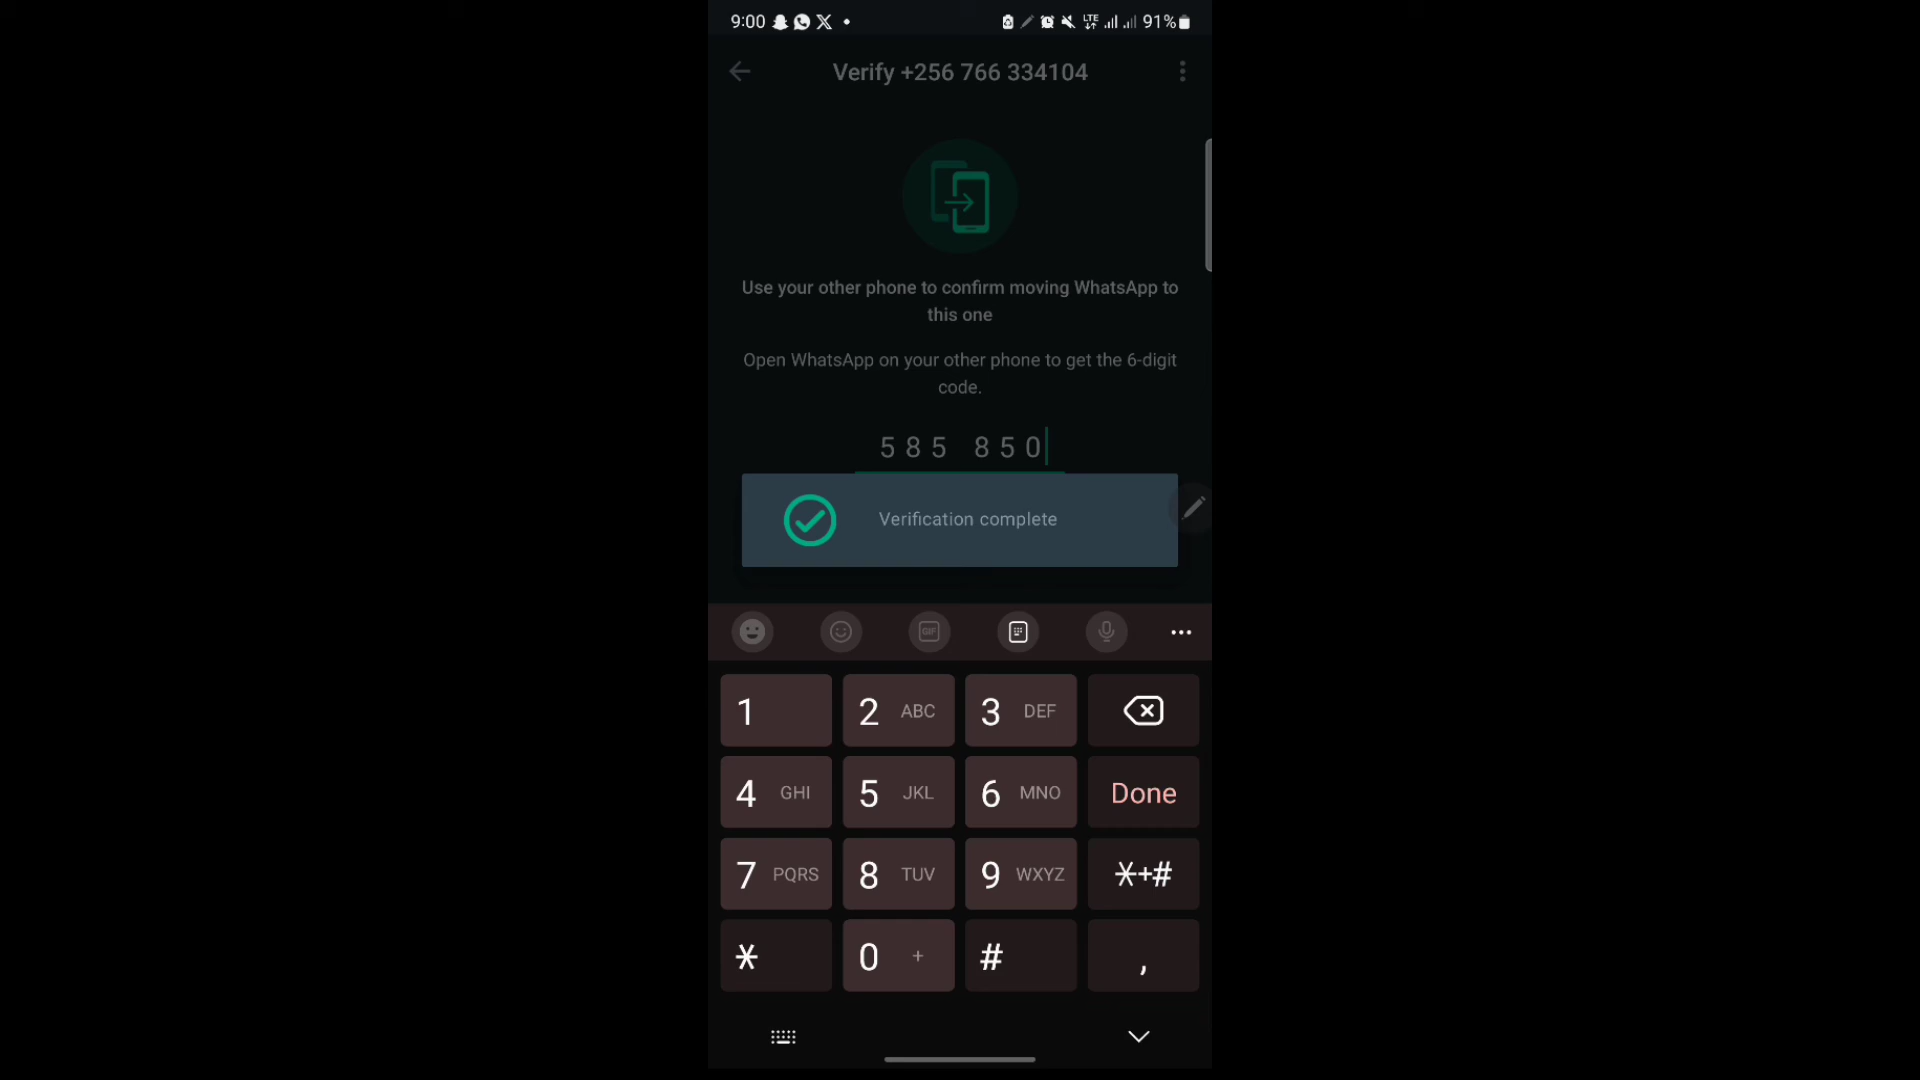 9:00 LTE 91%
Verify +256 766 334104
Use your other phone to confirm moving WhatsApp to
this one
Open WhatsApp on your other phone to get the 6-digit
code.
585 850
Verification complete
GIF
1 2 ABC 3 DEF
4 GHI 5 JKL 6 MNO Done
7 PQRS 8 TUV 9 WXYZ *+#
* 0 + # ,